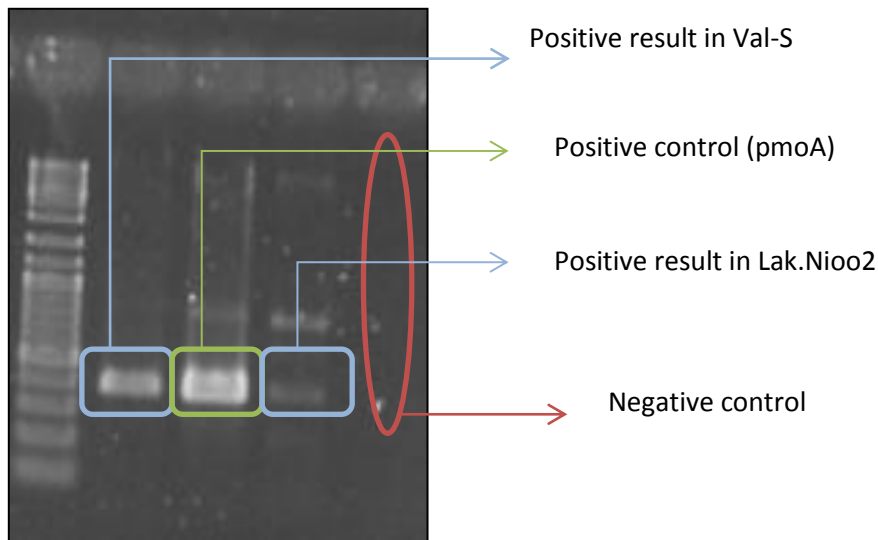 Positive result in Val-S
Positive control (pmoA)
Positive result in Lak.Nioo2
Negative control